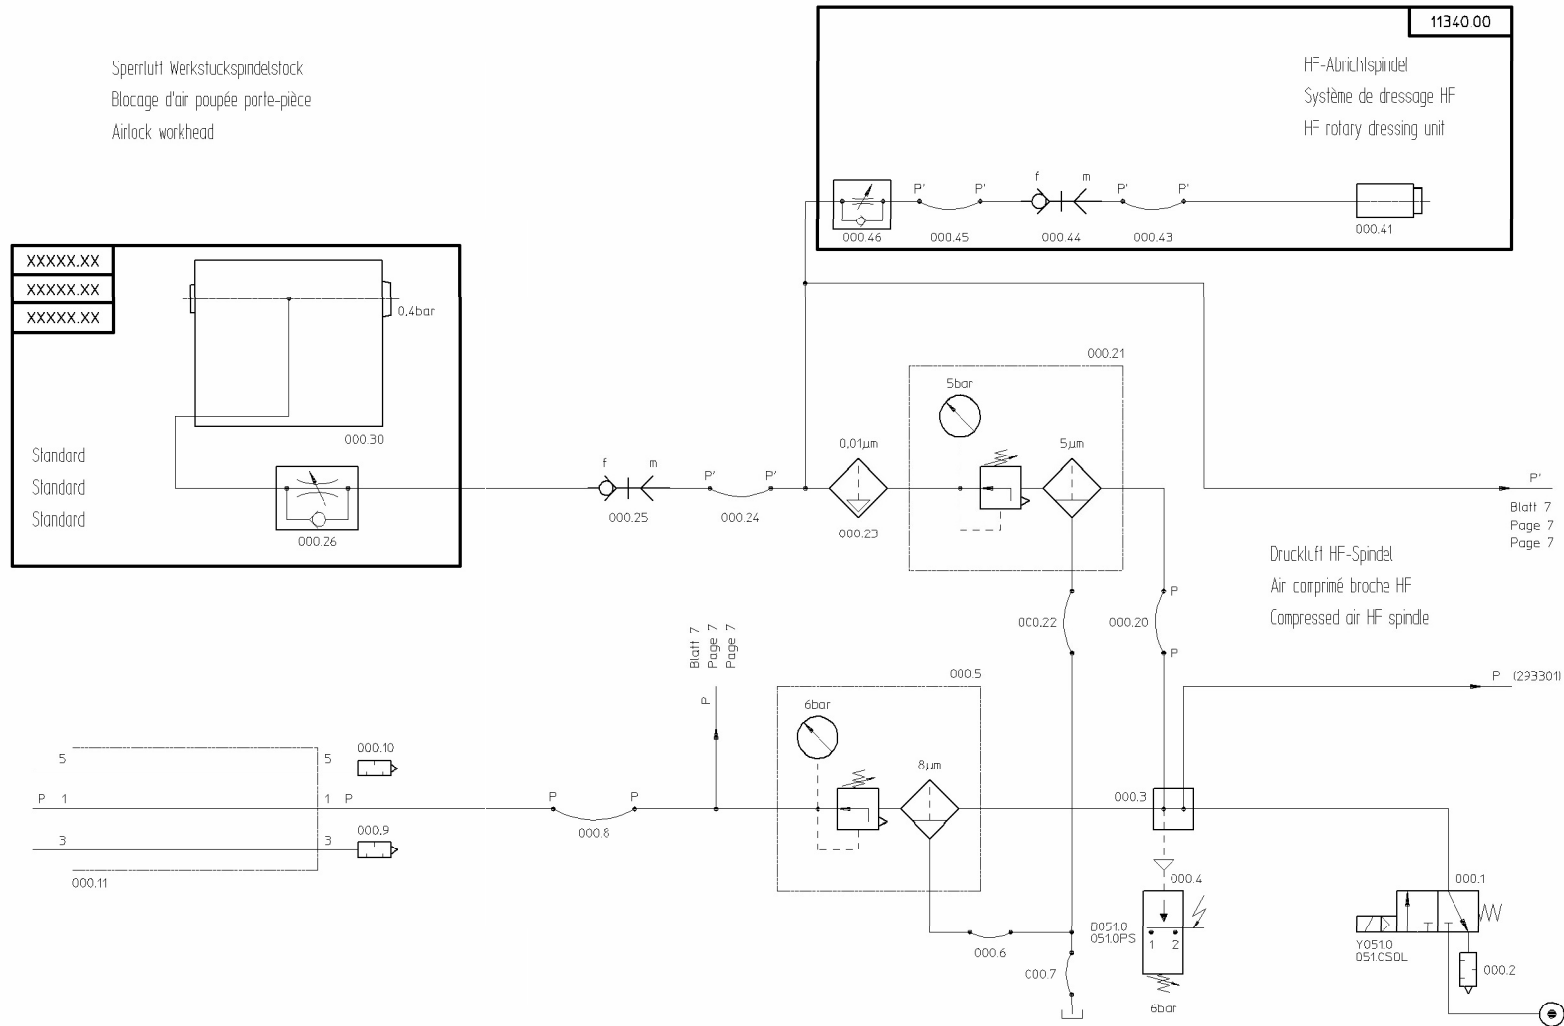 11340.00
HF-Abrichtspindel
Système de dressage HF
HF rotary dressing unit
Sperrluft Werkstuckspindelstock
Blocage d'air poupée porte-pièce
Airlock workhead
f
m
P'
P'
P'
P'
000.46
000.45
000.44
000.43
000.41
XXXXX.XX
XXXXX.XX
XXXXX.XX
0,4bar
000.30
Standard
Standard
Standard
000.26
f
m
P'
P'
000.25
000.24
0,01µm
000.23
000.21
5bar
5µm
P'
Blatt 7
Page 7
Page 7
Druckluft HF-Spindel
Air comprimé broche HF
Compressed air HF spindle
000.22
000.20
P
P
Blatt 7
Page 7
Page 7
P
000.5
6bar
8µm
P (293301)
5
5
000.10
P 1
1 P
3
3
000.9
000.11
P
P
000.8
000.3
000.4
D051.0
051.0PS
1 2
6bar
000.6
000.7
000.1
Y051.0
051.CSOL
000.2